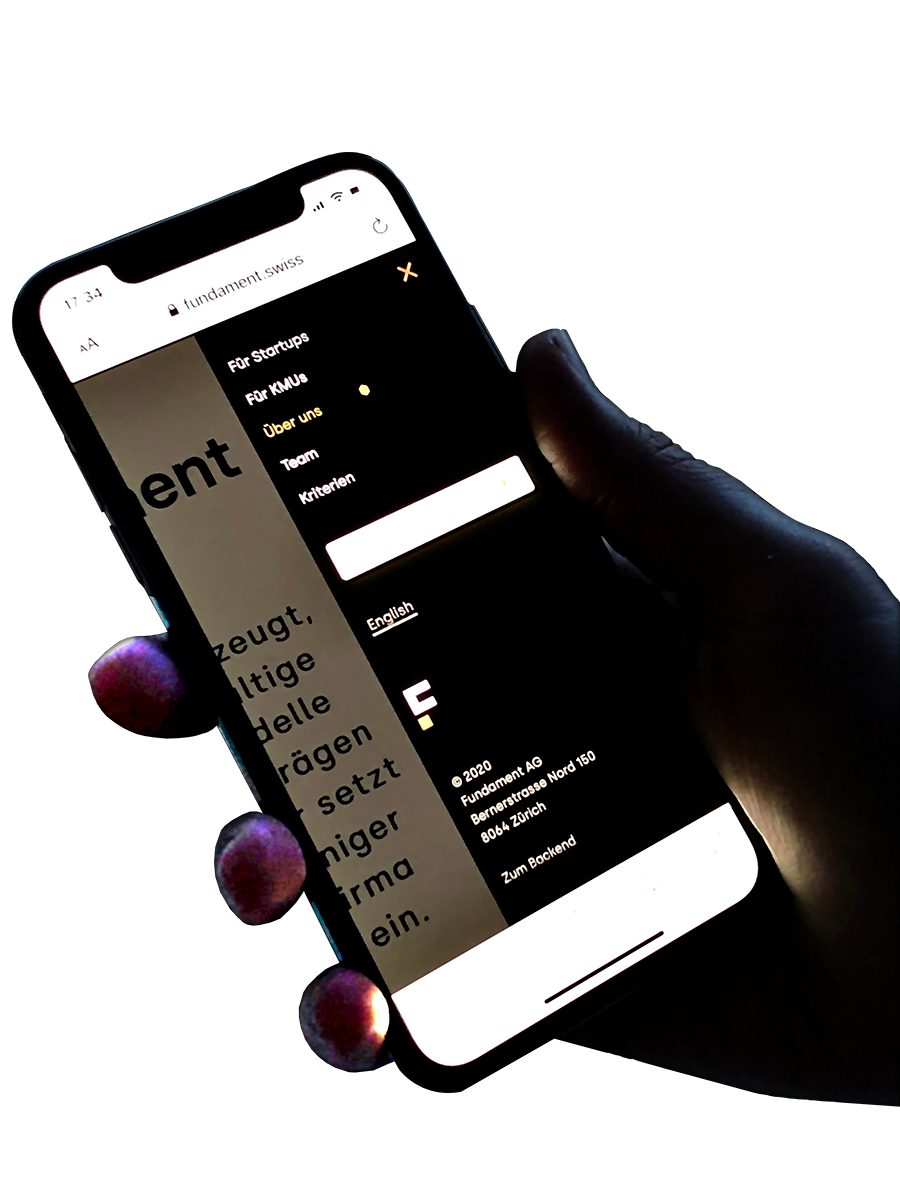 17:34
AA
fundament.swiss
Für Startups
Für KMUs
Über uns
Team
Kriterien
English
© 2020
Fundament AG
Bernerstrasse Nord 150
8064 Zürich
Zum Backend
ent
zeugt,
ltige
delle
rägen
setzt
niger
irma
ein.